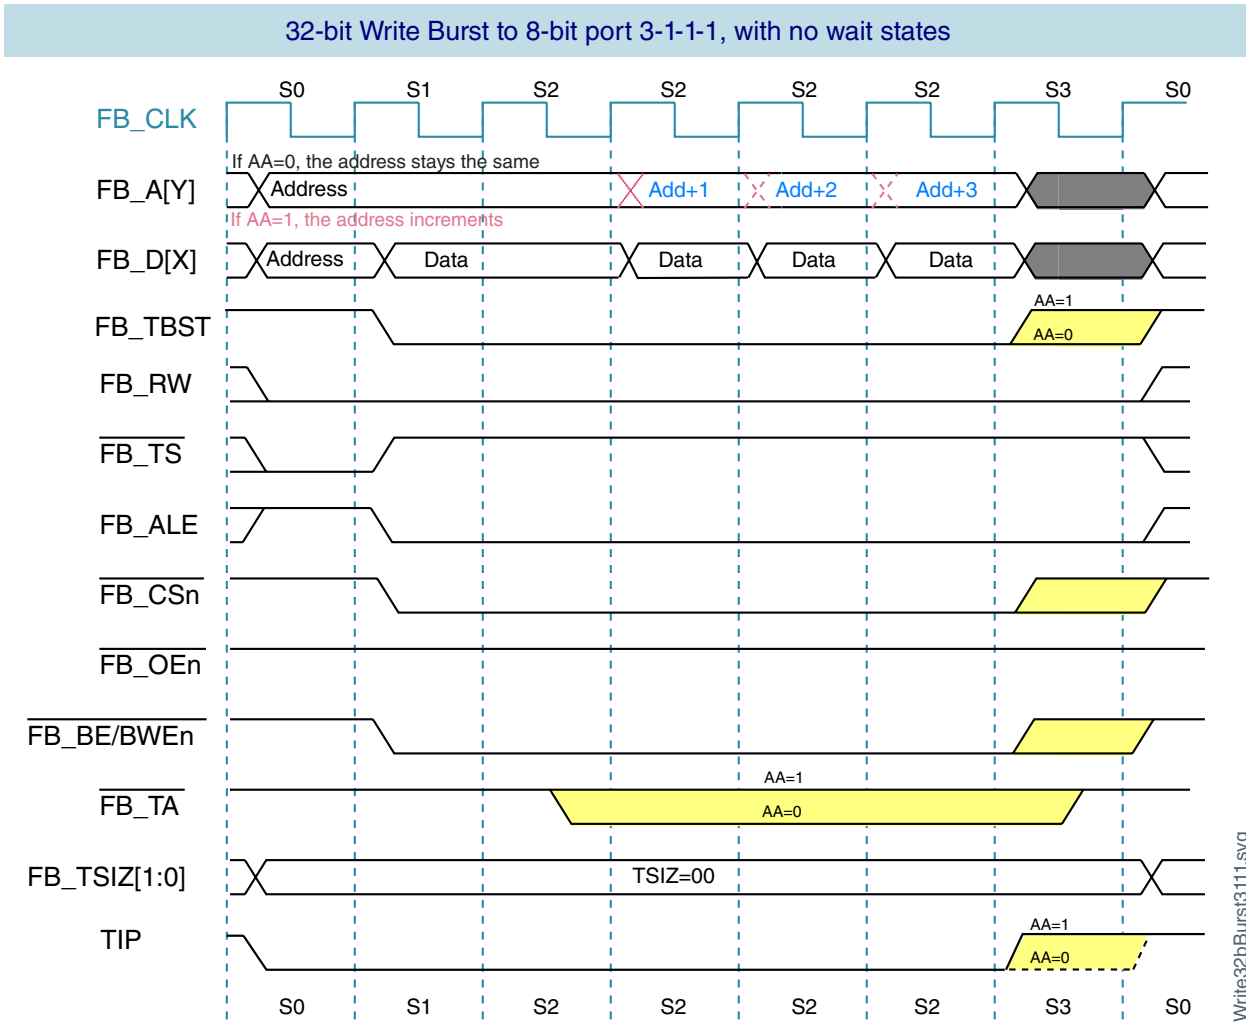 32-bit Write Burst to 8-bit port 3-1-1-1, with no wait states
S0 S1 S2 S2 S2 S2 S3 S0
FB_CLK
If AA=0, the address stays the same
FB_A[Y] Address Add+1 Add+2 Add+3
If AA=1, the address increments
FB_D[X] Address Data Data Data Data
AA=1
FB_TBST
AA=0
FB_RW
FB_TS
FB_ALE
FB_CSn
FB_OEn
FB_BE/BWEn
AA=1
FB_TA
AA=0
FB_TSIZ[1:0] TSIZ=00
AA=1
TIP
AA=0
S0 S1 S2 S2 S2 S2 S3 S0
Write32bBurst3111.svg